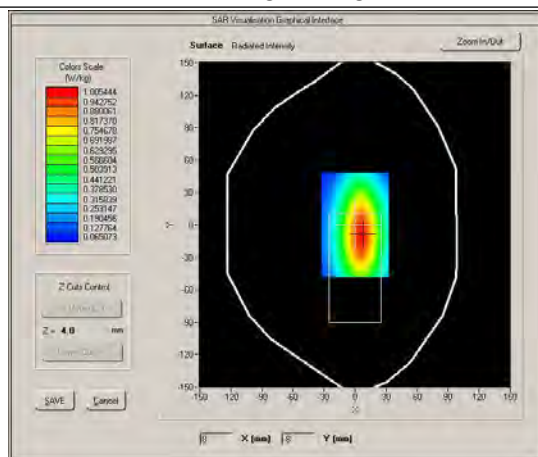 SAR Visualisation Graphical Interface
Surface Radiated Intensity
Zoom In/Out
Colors Scale
(W/kg)
1.005444
0.942752
0.880061
0.817370
0.754678
0.691987
0.629295
0.566604
0.503913
0.441221
0.378530
0.315839
0.253147
0.190456
0.127764
0.065073
150-
120-
90-
60-
30-
0-
-30-
-60-
-90-
-120-
-150-
Y
-150 -120 -90 -60 -30 0 30 60 90 120 150
X
Z Cuts Control
Z = 4.0 mm
SAVE
Cancel
X (mm)
-8 Y (mm)